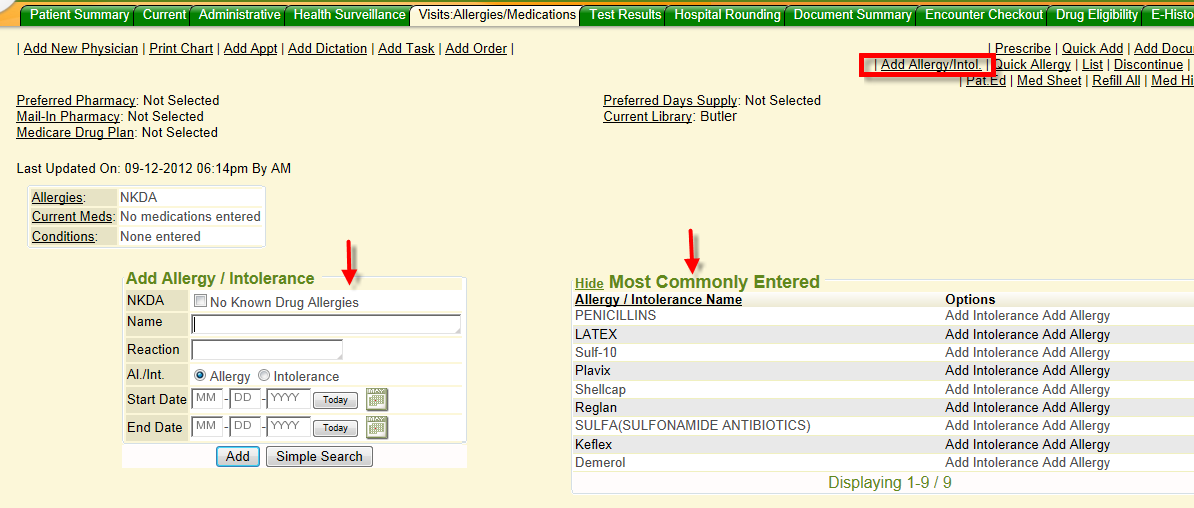 Patient Summary Current Administrative Health Surveillance Visits:Allergies/Medications Test Results Hospital Rounding Document Summary Encounter Checkout Drug Eligibility E-Histo
| Add New Physician | Print Chart | Add Appt | Add Dictation | Add Task | Add Order |
| Prescribe | Quick Add | Add Docu
| Add Allergy/Intol. | Quick Allergy | List | Discontinue |
| Pat Ed | Med Sheet | Refill All | Med Hi
Preferred Pharmacy: Not Selected
Mail-In Pharmacy: Not Selected
Medicare Drug Plan: Not Selected
Preferred Days Supply: Not Selected
Current Library: Butler
Last Updated On: 09-12-2012 06:14pm By AM
Allergies: NKDA
Current Meds: No medications entered
Conditions: None entered
Add Allergy / Intolerance
NKDA No Known Drug Allergies
Name
Reaction
Al./Int. Allergy Intolerance
Start Date MM - DD - YYYY Today MAY
End Date MM - DD - YYYY Today MAY
Add Simple Search
Hide Most Commonly Entered
Allergy / Intolerance Name Options
PENICILLINS Add Intolerance Add Allergy
LATEX Add Intolerance Add Allergy
Sulf-10 Add Intolerance Add Allergy
Plavix Add Intolerance Add Allergy
Shellcap Add Intolerance Add Allergy
Reglan Add Intolerance Add Allergy
SULFA(SULFONAMIDE ANTIBIOTICS) Add Intolerance Add Allergy
Keflex Add Intolerance Add Allergy
Demerol Add Intolerance Add Allergy
Displaying 1-9 / 9